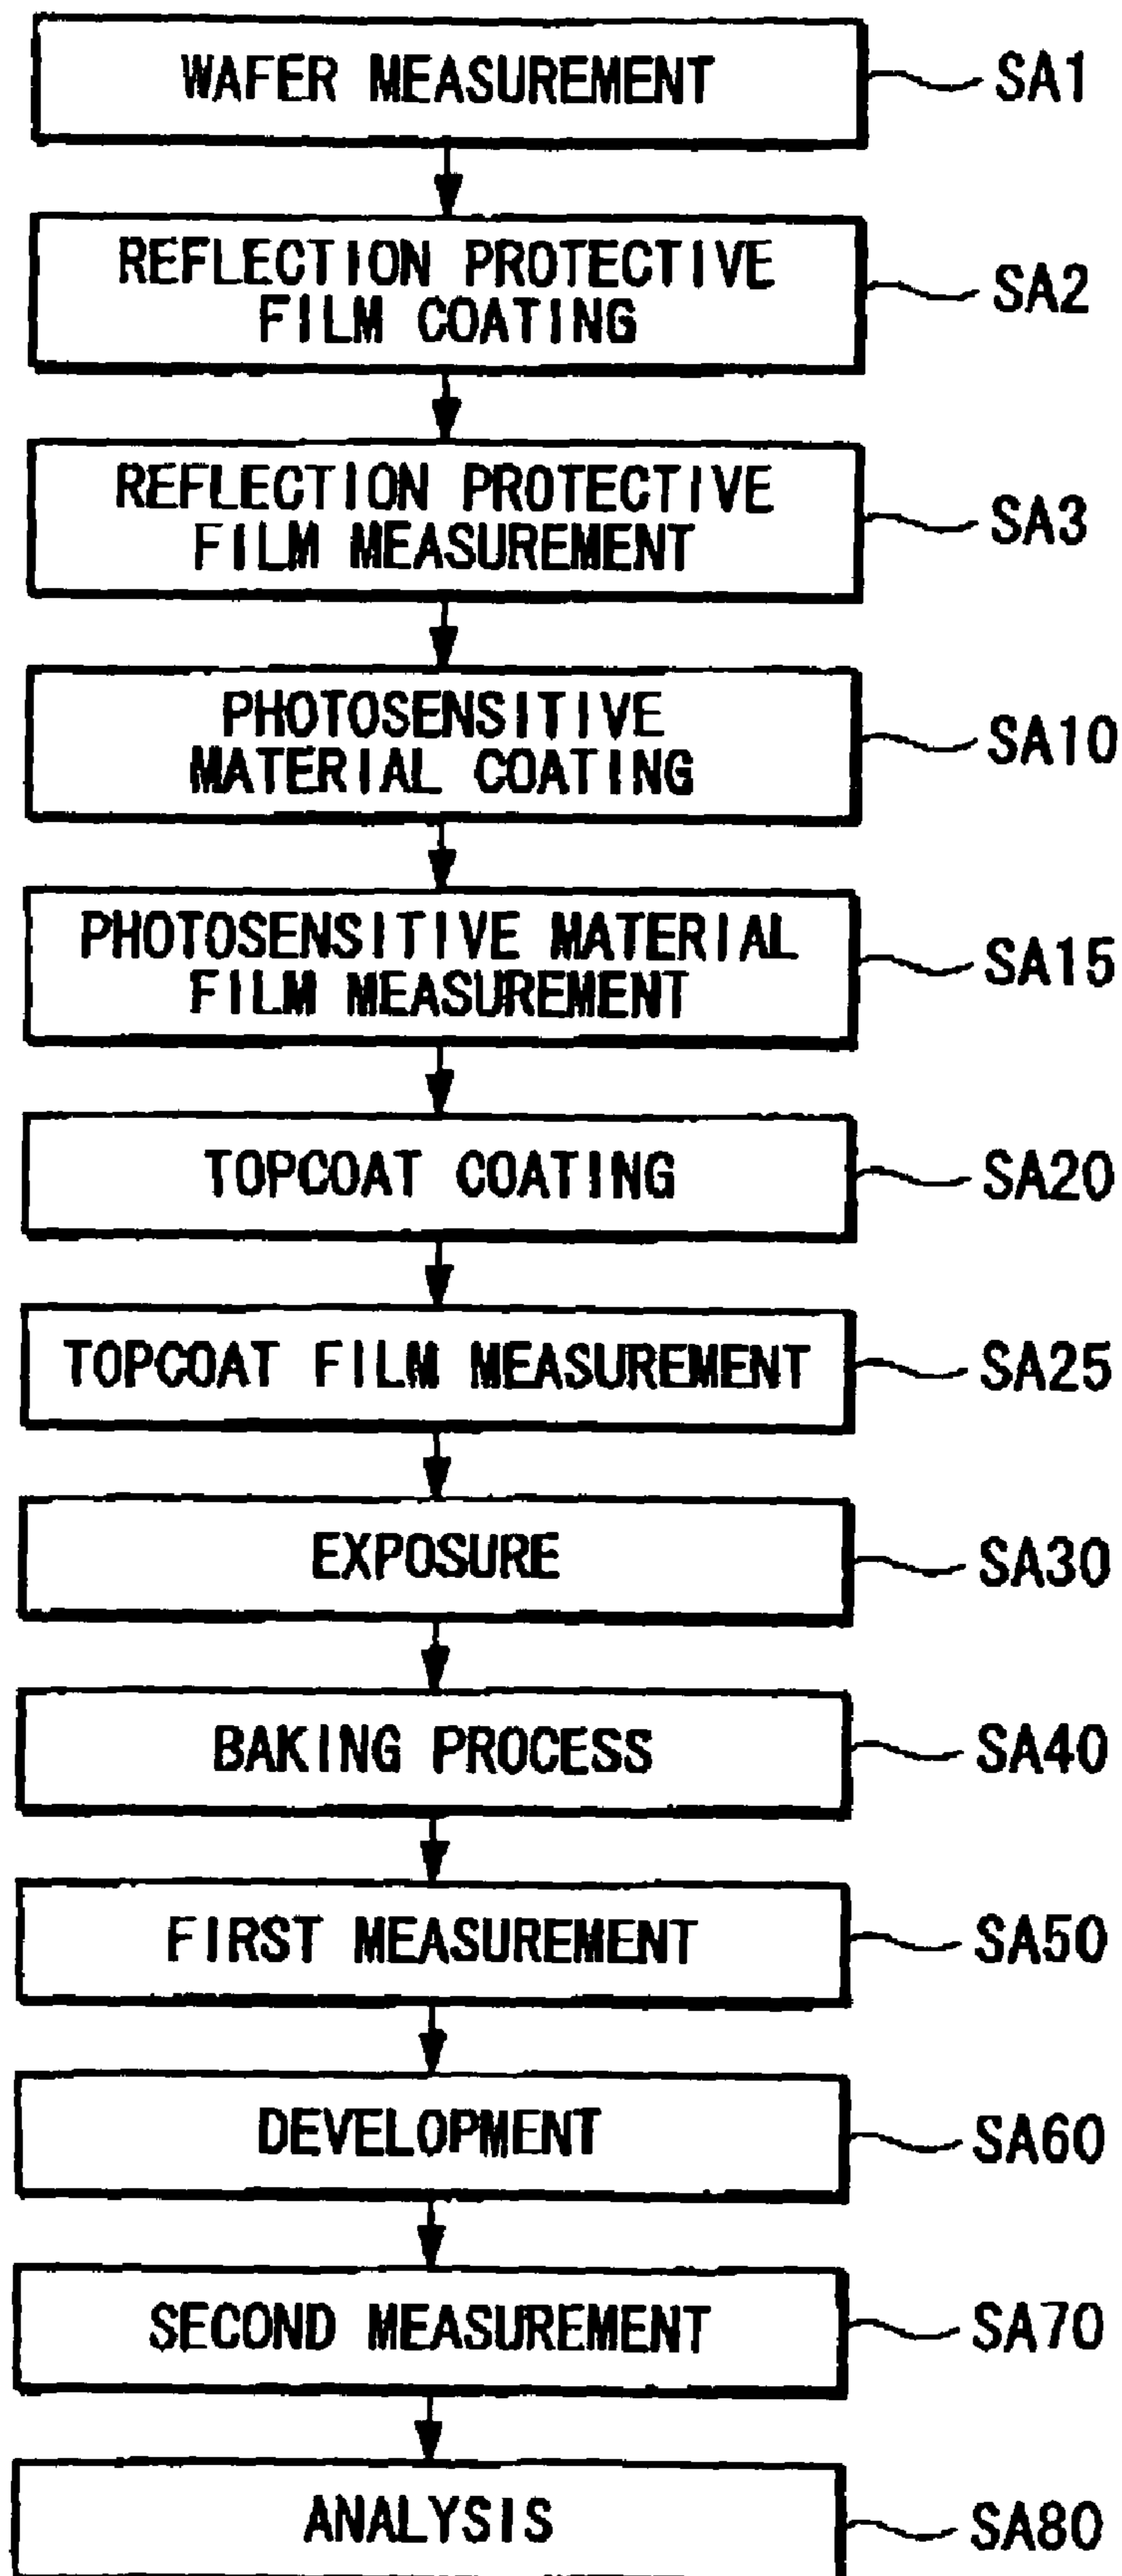 WAFER MEASUREMENT
SA1
REFLECTION PROTECTIVE
FILM COATING
SA2
REFLECTION PROTECTIVE
FILM MEASUREMENT
SA3
PHOTOSENSITIVE
MATERIAL COATING
SA10
PHOTOSENSITIVE MATERIAL
FILM MEASUREMENT
SA15
TOPCOAT COATING
SA20
TOPCOAT FILM MEASUREMENT
SA25
EXPOSURE
SA30
BAKING PROCESS
SA40
FIRST MEASUREMENT
SA50
DEVELOPMENT
SA60
SECOND MEASUREMENT
SA70
ANALYSIS
SA80